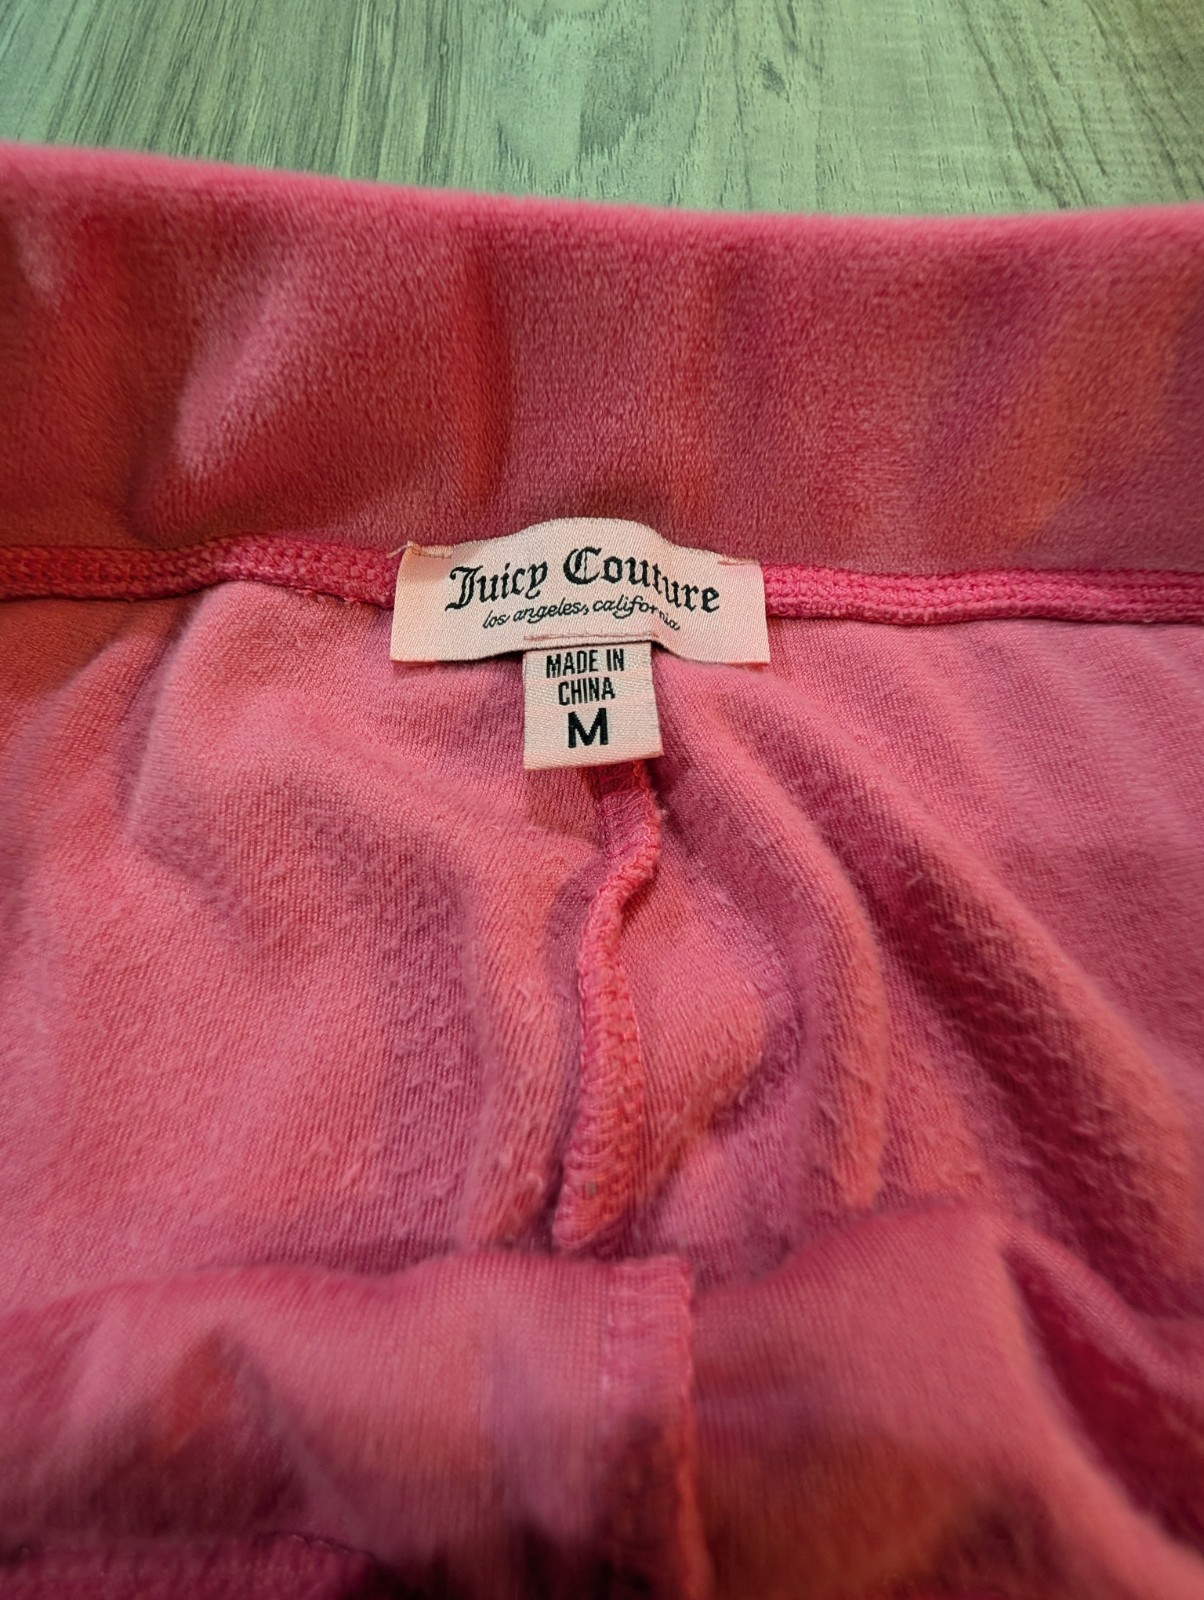 Juicy Couture
los angeles, california
MADE IN
CHINA
M